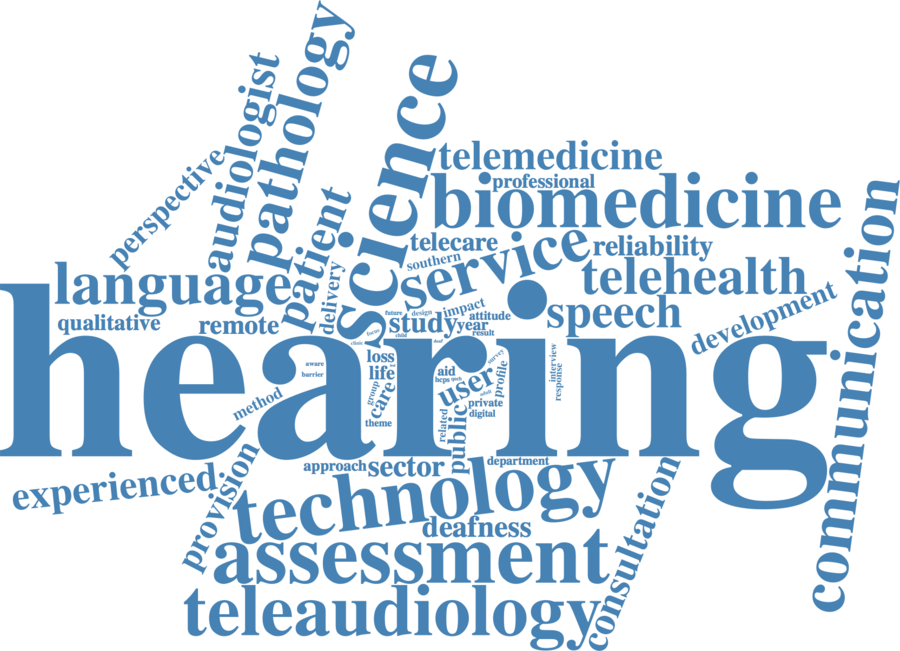 pathology
audiologist
science
perspective
telemedicine
professional
biomedicine
patient
communication
telecare
service
reliability
southern
language
delivery
telehealth
development
qualitative
remote
future
design
impact
study
year
attitude
speech
child
result
focus
clinic
deaf
hearing
loss
life
aware
barrier
aid
hcps
user
survey
profile
interview
response
group
care
adult
private
digital
method
theme
related
public
approach
sector
department
experienced
provision
technology
deafness
consultation
assessment
teleaudiology